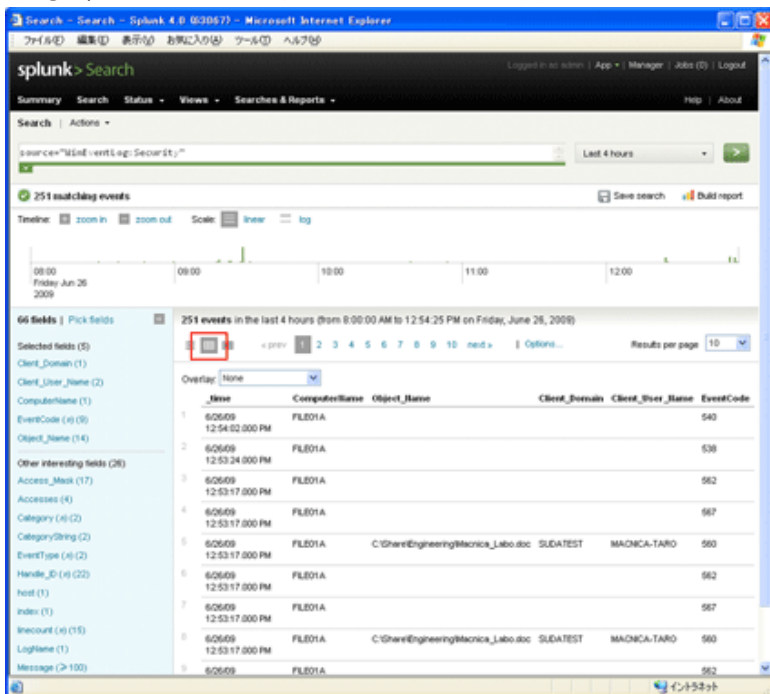 Search - Search - Splunk 4.0 (63067) - Microsoft Internet Explorer
ファイル(F) 編集(E) 表示(V) お気に入り(A) ツール(T) ヘルプ(H)
splunk> Search
Logged in as admin | App | Manager | Jobs (0) | Logout
Summary Search Status Views Searches & Reports
Help | About
Search | Actions
source="WinEventLog:Security"
Last 4 hours
251 matching events
Save search Build report
Timeline: zoom in zoom out Scale: linear log
08:00 09:00 10:00 11:00 12:00
Friday Jun 26
2009
66 fields | Pick fields
251 events in the last 4 hours (from 8:00:00 AM to 12:54:25 PM on Friday, June 26, 2009)
Selected fields (5)
« prev 1 2 3 4 5 6 7 8 9 10 next » | Options...
Results per page 10
Client_Domain (1)
Client_User_Name (2)
ComputerName (1)
EventCode (#) (9)
Object_Name (14)
Other interesting fields (26)
Access_Mask (17)
Accesses (4)
Category (#) (2)
CategoryString (2)
EventType (#) (2)
Handle_ID (#) (22)
host (1)
index (1)
linecount (#) (15)
LogName (1)
Message (≥100)
Overlay: None
_time ComputerName Object_Name Client_Domain Client_User_Name EventCode
1 6/26/09 FILE01A 540
12:54:02.000 PM
2 6/26/09 FILE01A 538
12:53:24.000 PM
3 6/26/09 FILE01A 562
12:53:17.000 PM
4 6/26/09 FILE01A 567
12:53:17.000 PM
5 6/26/09 FILE01A C:\Share\Engineering\Macnica_Labo.doc SUDATEST MACNICA-TARO 560
12:53:17.000 PM
6 6/26/09 FILE01A 562
12:53:17.000 PM
7 6/26/09 FILE01A 567
12:53:17.000 PM
8 6/26/09 FILE01A C:\Share\Engineering\Macnica_Labo.doc SUDATEST MACNICA-TARO 560
12:53:17.000 PM
9 6/26/09 FILE01A 562
イントラネット